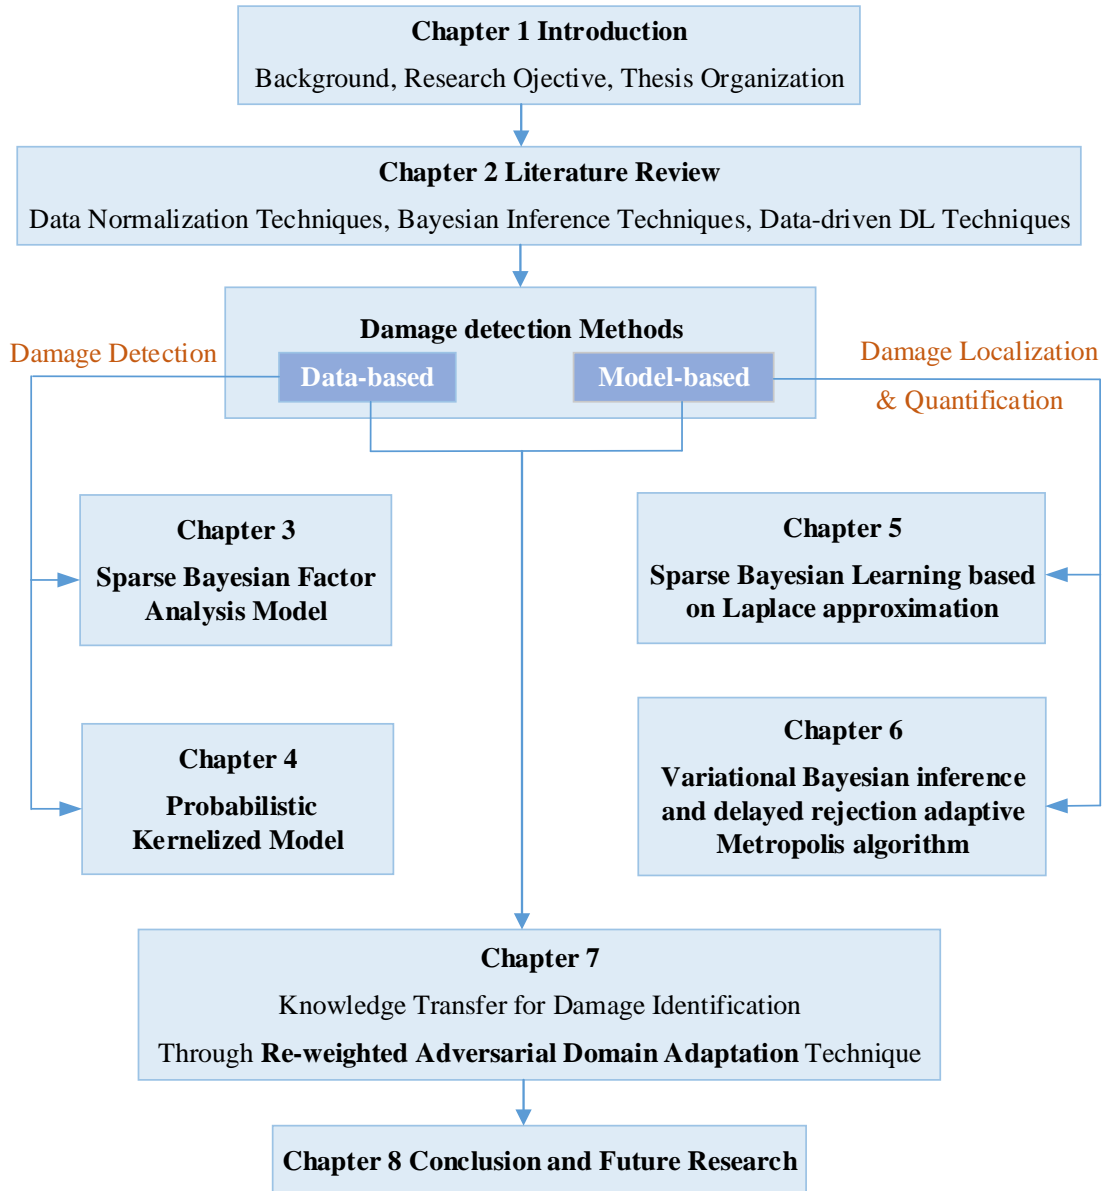 Chapter 1 Introduction
Background, Research Ojective, Thesis Organization
Chapter 2 Literature Review
Data Normalization Techniques, Bayesian Inference Techniques, Data-driven DL Techniques
Damage detection Methods
Damage Detection
Data-based
Model-based
Damage Localization
& Quantification
Chapter 3
Sparse Bayesian Factor
Analysis Model
Chapter 5
Sparse Bayesian Learning based
on Laplace approximation
Chapter 4
Probabilistic
Kernelized Model
Chapter 6
Variational Bayesian inference
and delayed rejection adaptive
Metropolis algorithm
Chapter 7
Knowledge Transfer for Damage Identification
Through Re-weighted Adversarial Domain Adaptation Technique
Chapter 8 Conclusion and Future Research